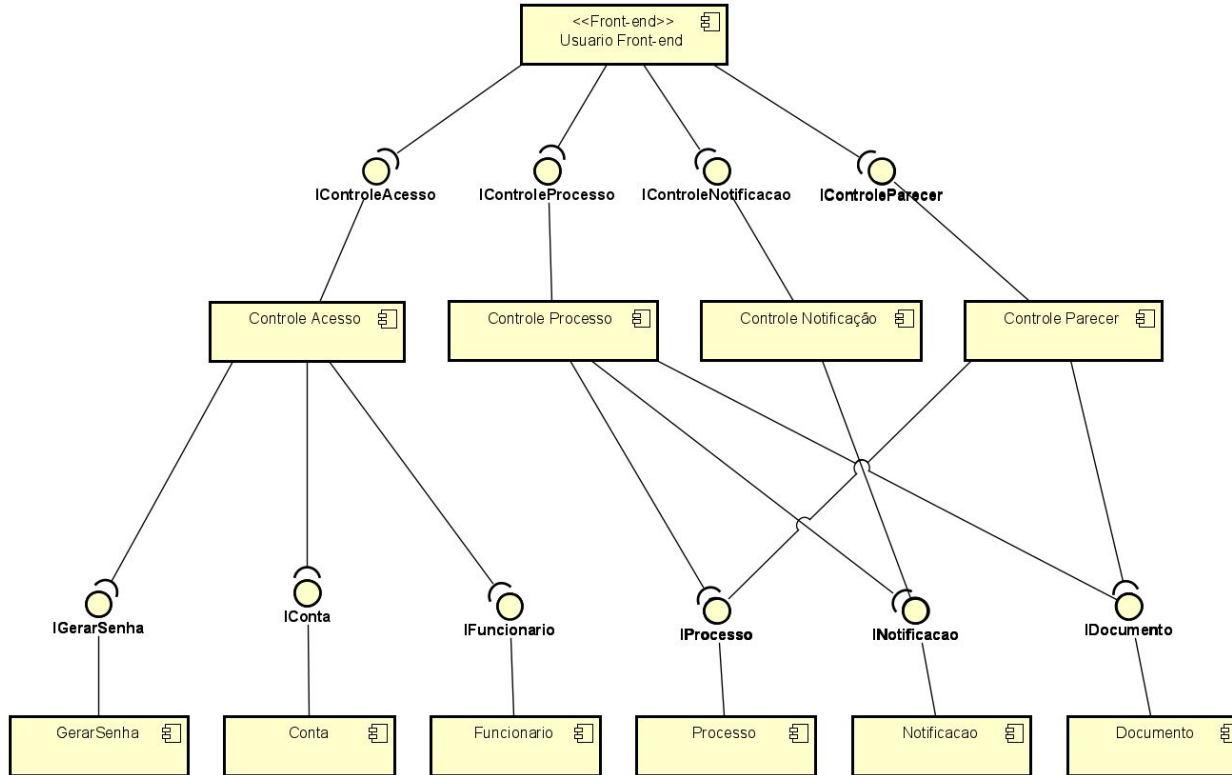 <<Front-end>>
Usuario Front-end
IControleAcesso
IControleProcesso
IControleNotificacao
IControleParecer
Controle Acesso
Controle Processo
Controle Notificação
Controle Parecer
IGerarSenha
IConta
IFuncionario
IProcesso
INotificacao
IDocumento
GerarSenha
Conta
Funcionario
Processo
Notificacao
Documento